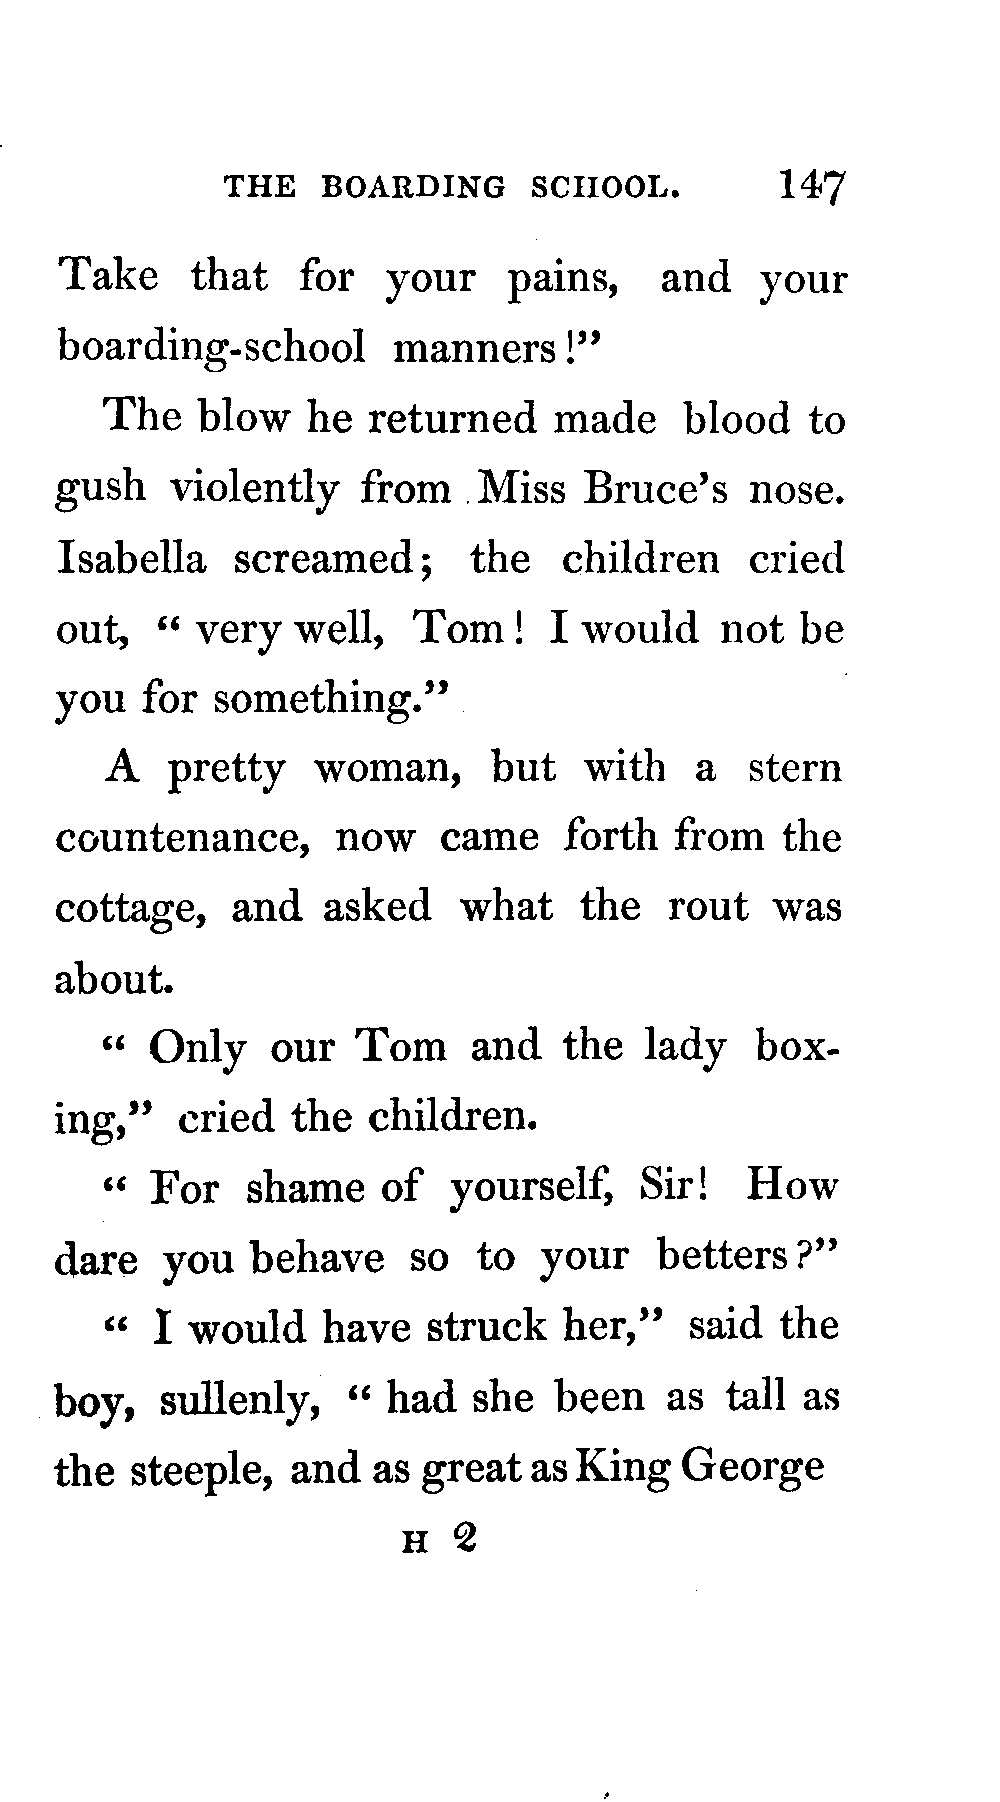 THE BOARDING SCHOOL. 147
Take that for your pains, and your
boarding-school manners!"
The blow he returned made blood to
gush violently from Miss Bruce's nose.
Isabella screamed; the children cried
out, " very well, Tom! I would not be
you for something."
A pretty woman, but with a stern
countenance, now came forth from the
cottage, and asked what the rout was
about.
" Only our Tom and the lady box-
ing," cried the children.
" For shame of yourself, Sir! How
dare you behave so to your betters?"
" I would have struck her," said the
boy, sullenly, " had she been as tall as
the steeple, and as great as King George
H 2